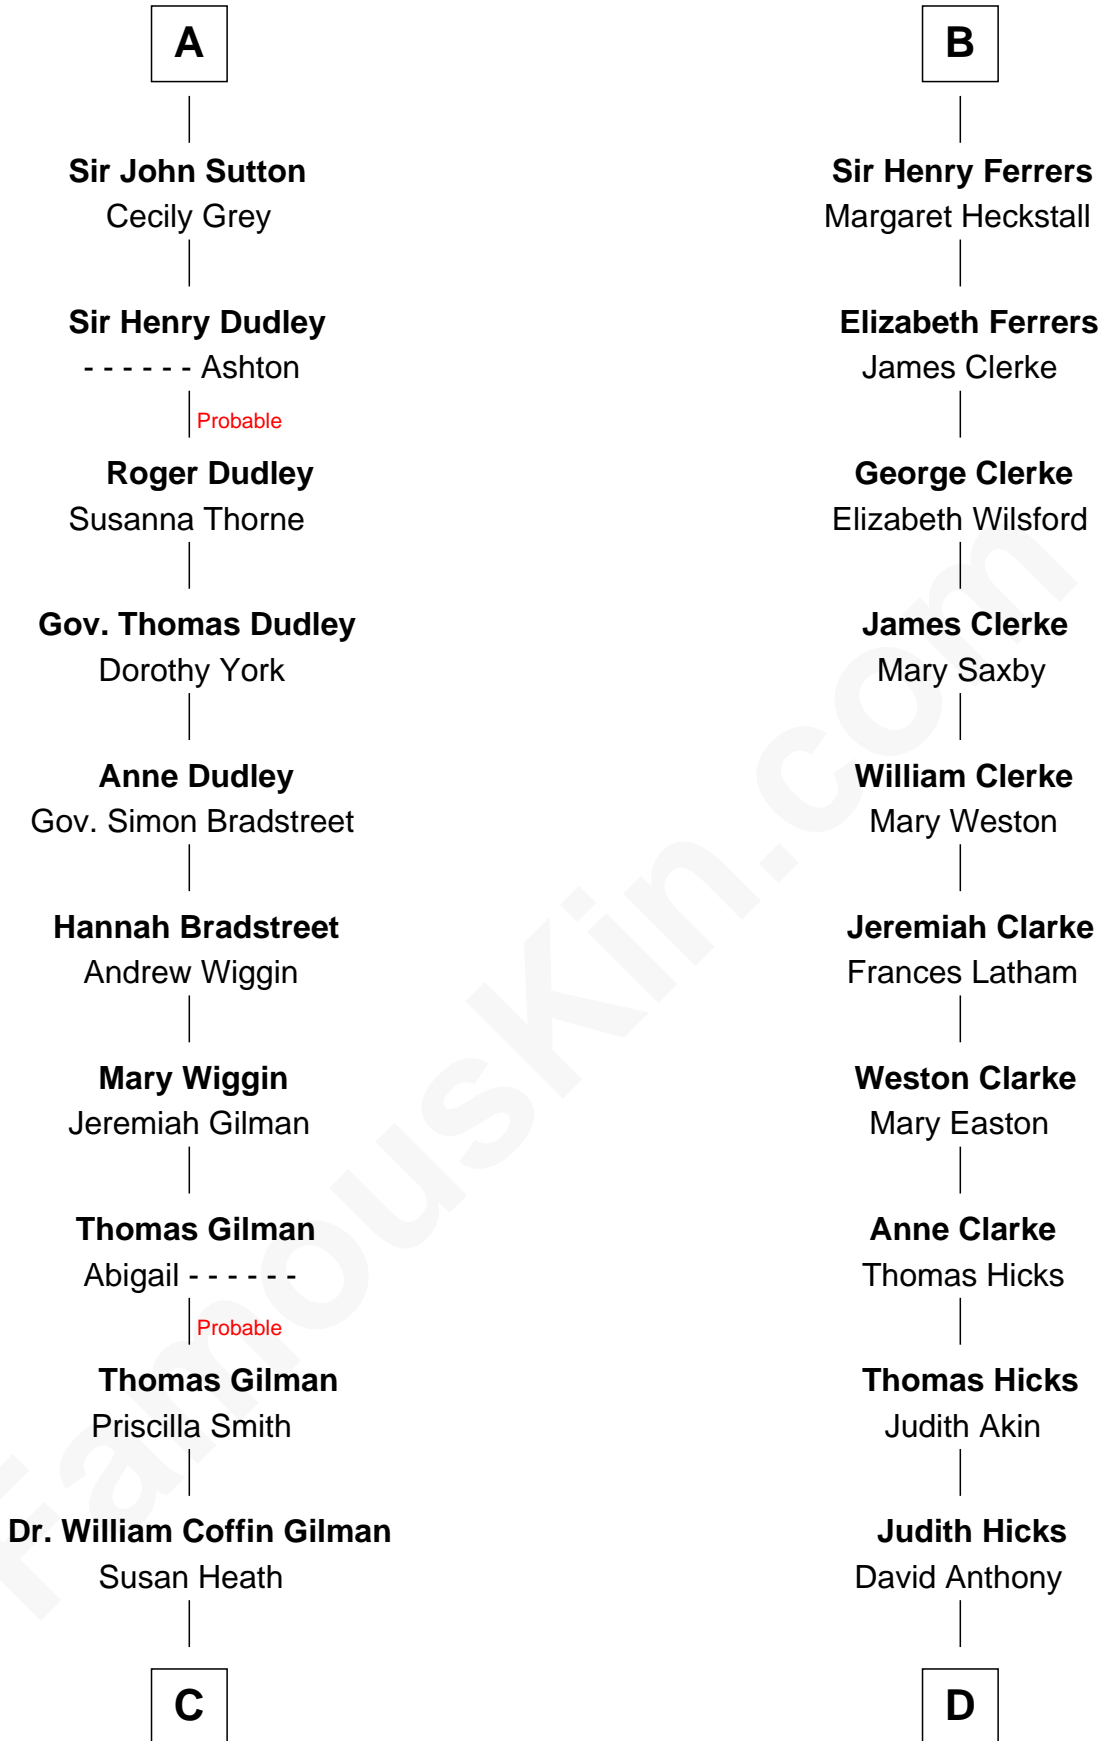 A
Sir John Sutton
Cecily Grey
Sir Henry Dudley
- - - - - - Ashton
Probable
Roger Dudley
Susanna Thorne
Gov. Thomas Dudley
Dorothy York
Anne Dudley
Gov. Simon Bradstreet
Hannah Bradstreet
Andrew Wiggin
Mary Wiggin
Jeremiah Gilman
Thomas Gilman
Abigail - - - - - -
Probable
Thomas Gilman
Priscilla Smith
Dr. William Coffin Gilman
Susan Heath
C
B
Sir Henry Ferrers
Margaret Heckstall
Elizabeth Ferrers
James Clerke
George Clerke
Elizabeth Wilsford
James Clerke
Mary Saxby
William Clerke
Mary Weston
Jeremiah Clarke
Frances Latham
Weston Clarke
Mary Easton
Anne Clarke
Thomas Hicks
Thomas Hicks
Judith Akin
Judith Hicks
David Anthony
D
FamousKin.com